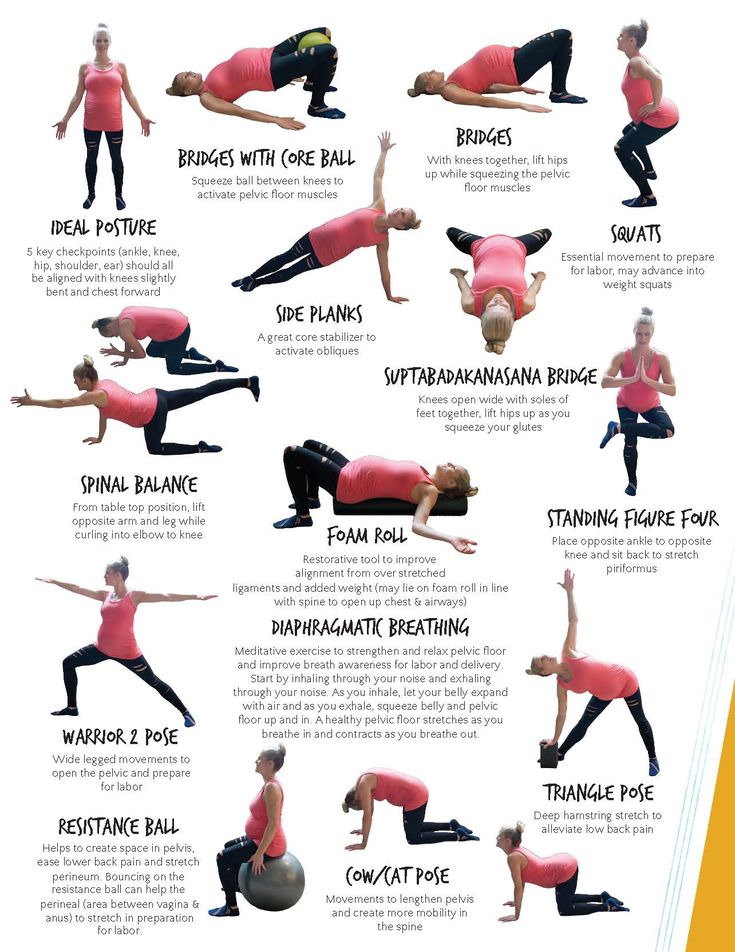 IDEAL POSTURE
5 key checkpoints (ankle, knee,
hip, shoulder, ear) should all
be aligned with knees slightly
bent and chest forward
BRIDGES WITH CORE BALL
Squeeze ball between knees to
activate pelvic floor muscles
BRIDGES
With knees together, lift hips
up while squeezing the pelvic
floor muscles
SQUATS
Essential movement to prepare
for labor, may advance into
weight squats
SIDE PLANKS
A great core stabilizer to
activate obliques
SUPTABADAKANASANA BRIDGE
Knees open wide with soles of
feet together, lift hips up as you
squeeze your glutes
SPINAL BALANCE
From table top position, lift
opposite arm and leg while
curling into elbow to knee
FOAM ROLL
Restorative tool to improve
alignment from over stretched
ligaments and added weight (may lie on foam roll in line
with spine to open up chest & airways)
STANDING FIGURE FOUR
Place opposite ankle to opposite
knee and sit back to stretch
piriformus
DIAPHRAGMATIC BREATHING
Meditative exercise to strengthen and relax pelvic floor
and improve breath awareness for labor and delivery.
Start by inhaling through your noise and exhaling
through your noise. As you inhale, let your belly expand
with air and as you exhale, squeeze belly and pelvic
floor up and in. A healthy pelvic floor stretches as you
breathe in and contracts as you breathe out.
WARRIOR 2 POSE
Wide legged movements to
open the pelvic and prepare
for labor
TRIANGLE POSE
Deep hamstring stretch to
alleviate low back pain
RESISTANCE BALL
Helps to create space in pelvis,
ease lower back pain and stretch
perineum. Bouncing on the
resistance ball can help the
perineal (area between vagina &
anus) to stretch in preparation
for labor.
COW/CAT POSE
Movements to lengthen pelvis
and create more mobility in
the spine